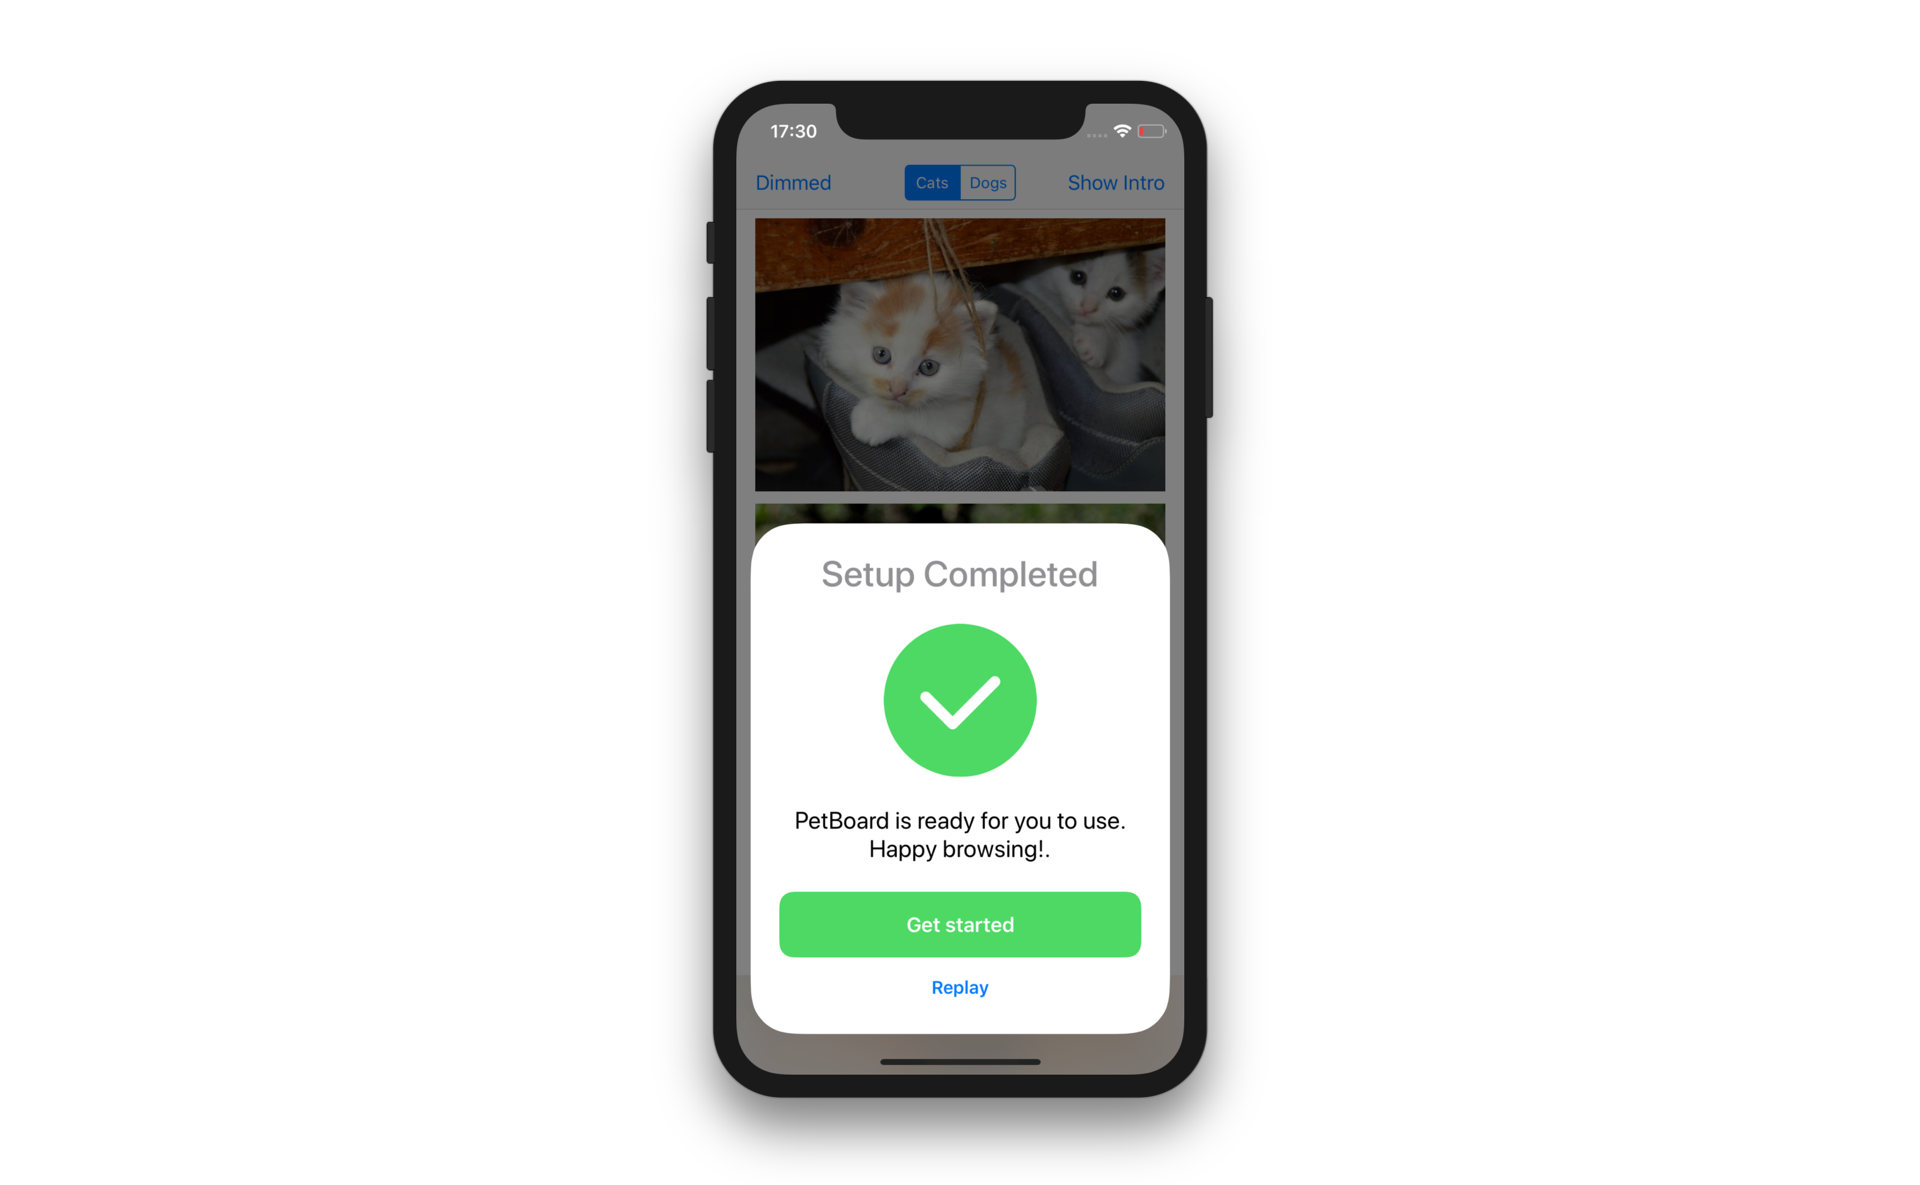 17:30
Dimmed Cats Dogs Show Intro
Setup Completed
PetBoard is ready for you to use.
Happy browsing!.
Get started
Replay